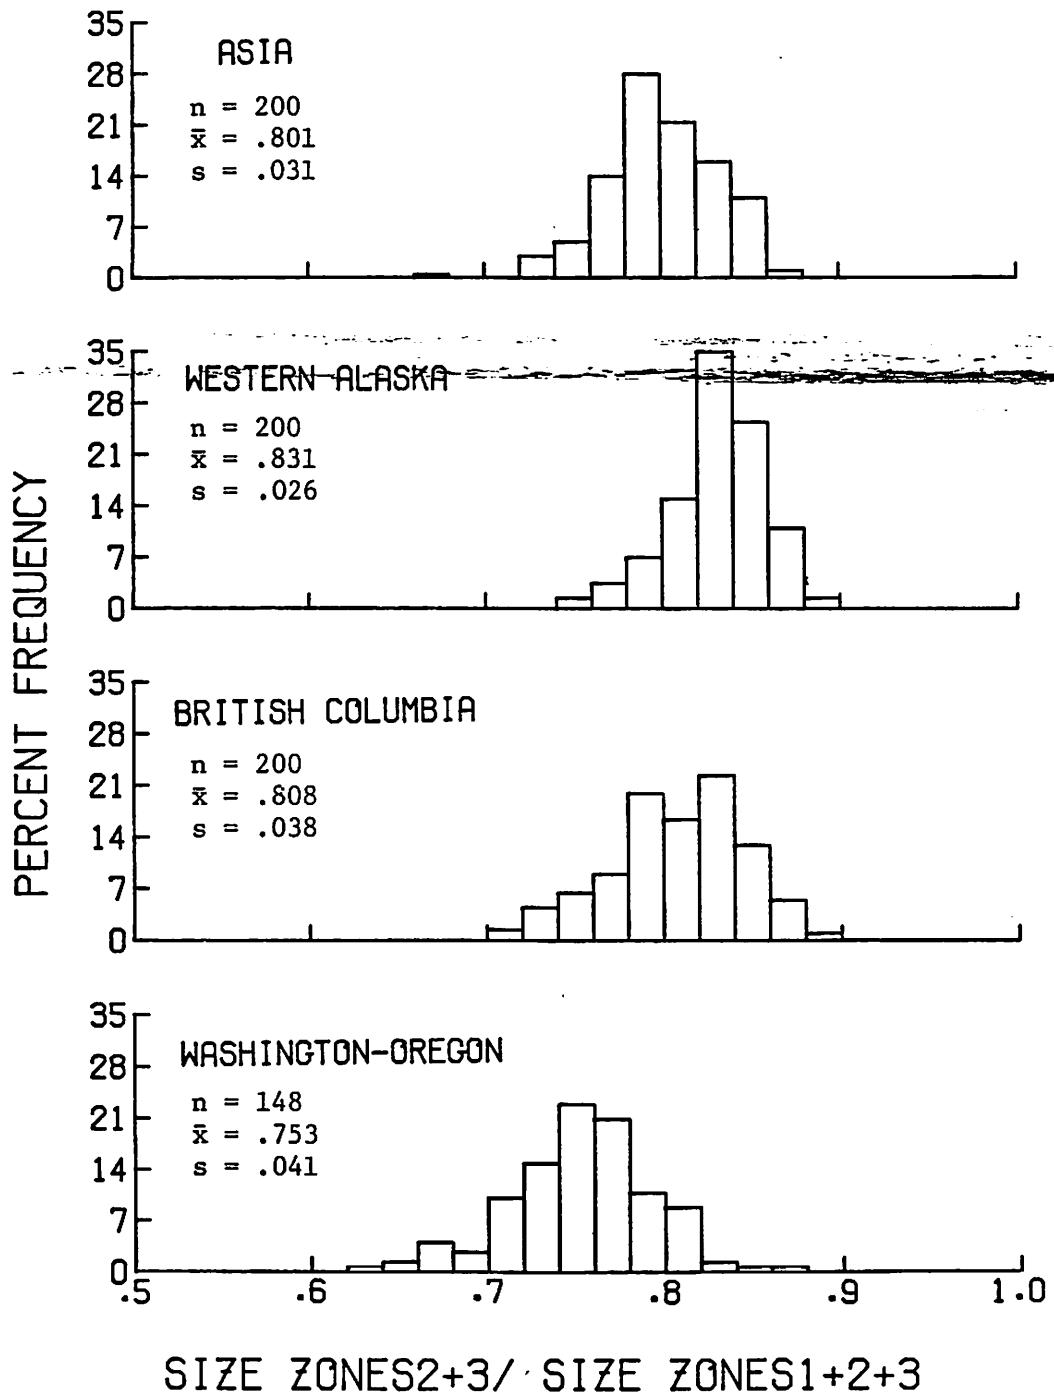 PERCENT FREQUENCY
35
28
21
14
7
0
ASIA
n = 200
x̄ = .801
s = .031
35
28
21
14
7
0
WESTERN ALASKA
n = 200
x̄ = .831
s = .026
35
28
21
14
7
0
BRITISH COLUMBIA
n = 200
x̄ = .808
s = .038
35
28
21
14
7
0
WASHINGTON-OREGON
n = 148
x̄ = .753
s = .041
.5 .6 .7 .8 .9 1.0
SIZE ZONES2+3/ SIZE ZONES1+2+3